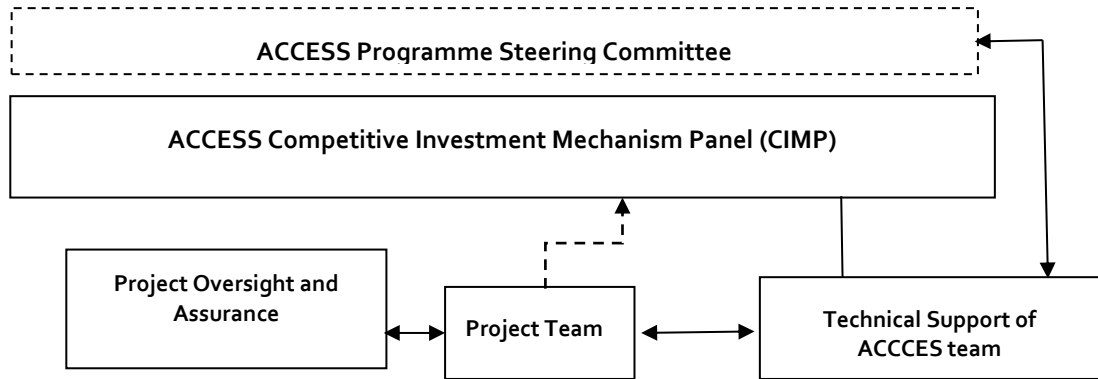 ACCESS Programme Steering Committee
ACCESS Competitive Investment Mechanism Panel (CIMP)
Project Oversight and
Assurance
Project Team
Technical Support of
ACCCES team